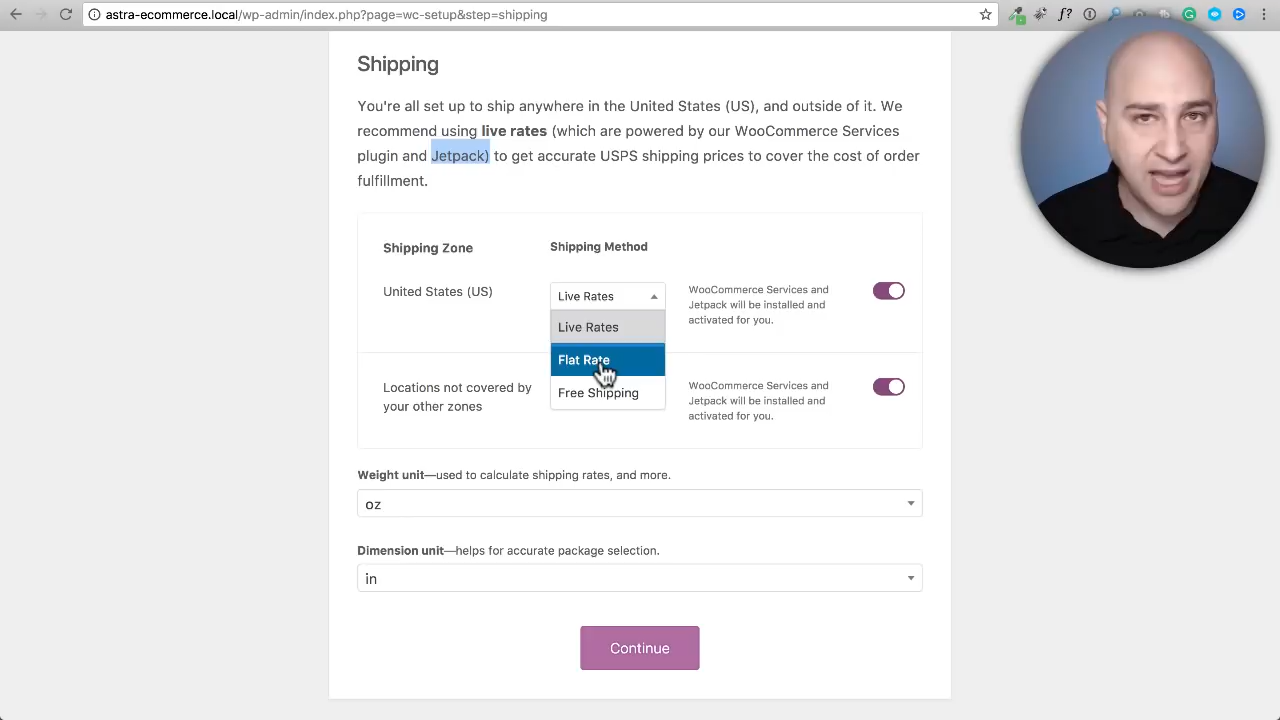 astra-ecommerce.local/wp-admin/index.php?page=wc-setup&step=shipping
f?
Shipping
You're all set up to ship anywhere in the United States (US), and outside of it. We
recommend using live rates (which are powered by our WooCommerce Services
plugin and Jetpack) to get accurate USPS shipping prices to cover the cost of order
fulfillment.
Shipping Zone
Shipping Method
United States (US)
Live Rates
WooCommerce Services and
Jetpack will be installed and
activated for you.
Live Rates
Flat Rate
Free Shipping
Locations not covered by
your other zones
WooCommerce Services and
Jetpack will be installed and
activated for you.
Weight unit—used to calculate shipping rates, and more.
oz
Dimension unit—helps for accurate package selection.
in
Continue